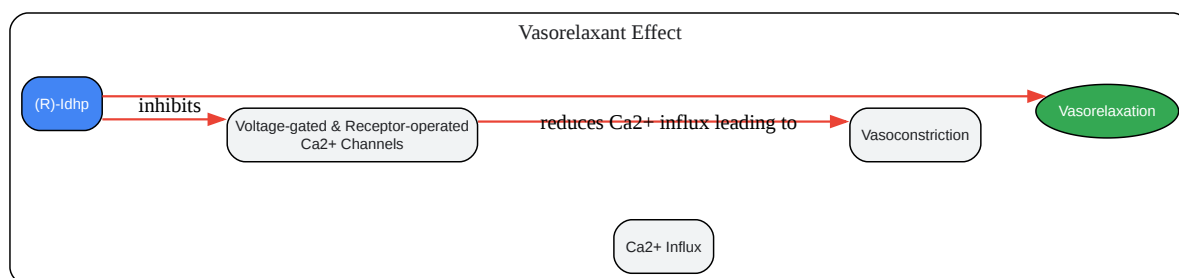 Vasorelaxant Effect
(R)-Idhp
inhibits
Voltage-gated & Receptor-operated
Ca2+ Channels
reduces Ca2+ influx leading to
Vasoconstriction
Vasorelaxation
Ca2+ Influx